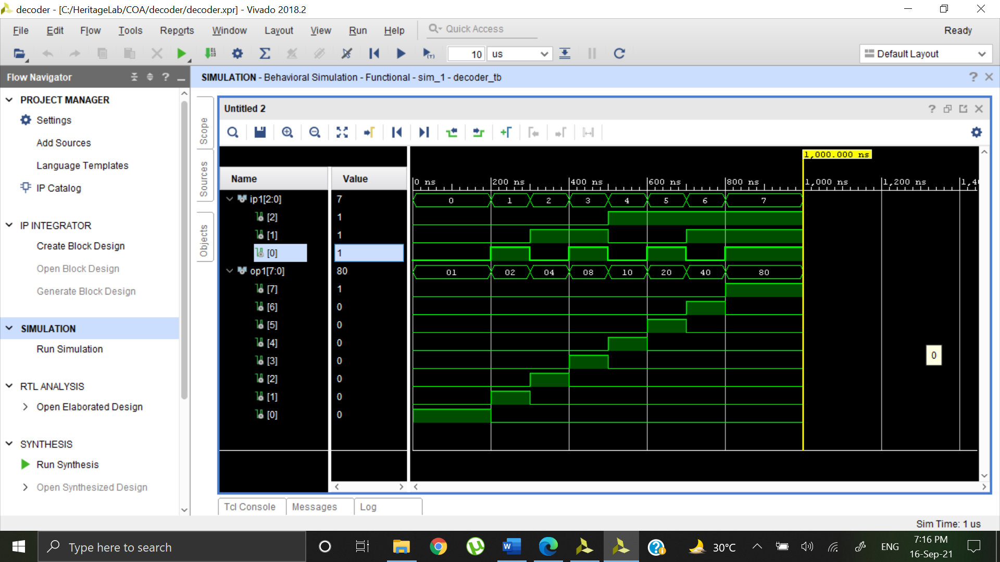 decoder - [C:/HeritageLab/COA/decoder/decoder.xpr] - Vivado 2018.2
File Edit Flow Tools Reports Window Layout View Run Help Quick Access Ready
10 us Default Layout
Flow Navigator
SIMULATION - Behavioral Simulation - Functional - sim_1 - decoder_tb
PROJECT MANAGER
Settings
Add Sources
Language Templates
IP Catalog
IP INTEGRATOR
Create Block Design
Open Block Design
Generate Block Design
SIMULATION
Run Simulation
RTL ANALYSIS
Open Elaborated Design
SYNTHESIS
Run Synthesis
Open Synthesized Design
Scope
Sources
Objects
Untitled 2
1,000.000 ns
Name Value
0 ns 200 ns 400 ns 600 ns 800 ns 1,000 ns 1,200 ns 1,4
ip1[2:0] 7 0 1 2 3 4 5 6 7
[2] 1
[1] 1
[0] 1
op1[7:0] 80 01 02 04 08 10 20 40 80
[7] 1
[6] 0
[5] 0
[4] 0
[3] 0
[2] 0
[1] 0
[0] 0
0
Tcl Console Messages Log
Sim Time: 1 us
Type here to search
30°C ENG
7:16 PM
16-Sep-21